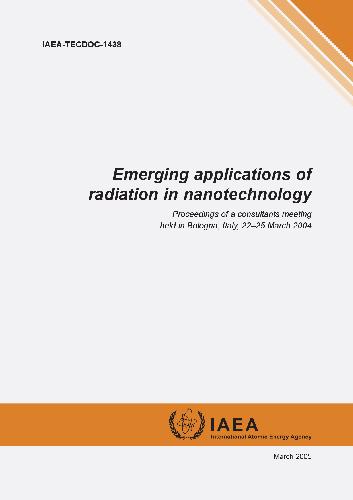 IAEA-TECDOC-1438
Emerging applications of
radiation in nanotechnology
Proceedings of a consultants meeting
held in Bologna, Italy, 22–25 March 2004
IAEA
International Atomic Energy Agency
March 2005